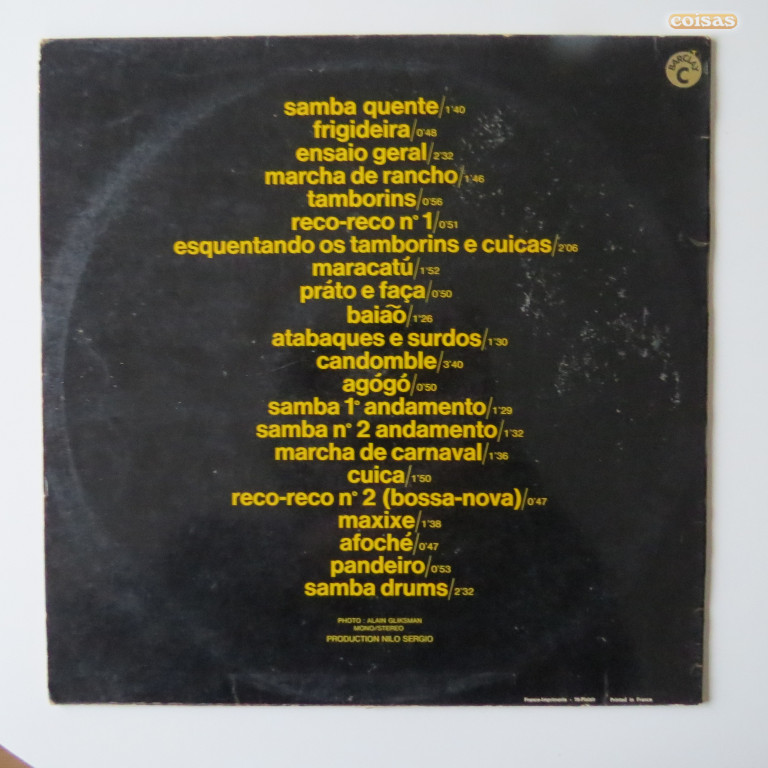 coisas
BARCLAY
C
samba quente/1'40
frigideira/0'48
ensaio geral/2'32
marcha de rancho/1'46
tamborins/0'56
reco-reco n° 1/0'51
esquentando os tamborins e cuicas/2'06
maracatú/1'52
práto e faça/0'50
baiaõ/1'26
atabaques e surdos/1'30
candomble/3'40
agógó/0'50
samba 1° andamento/1'29
samba n° 2 andamento/1'32
marcha de carnaval/1'36
cuica/1'50
reco-reco n° 2 (bossa-nova)/0'47
maxixe/1'38
afoché/0'47
pandeiro/0'53
samba drums/2'32
PHOTO : ALAIN GLIKSMAN
MONO/STEREO
PRODUCTION NILO SERGIO
Printed in France